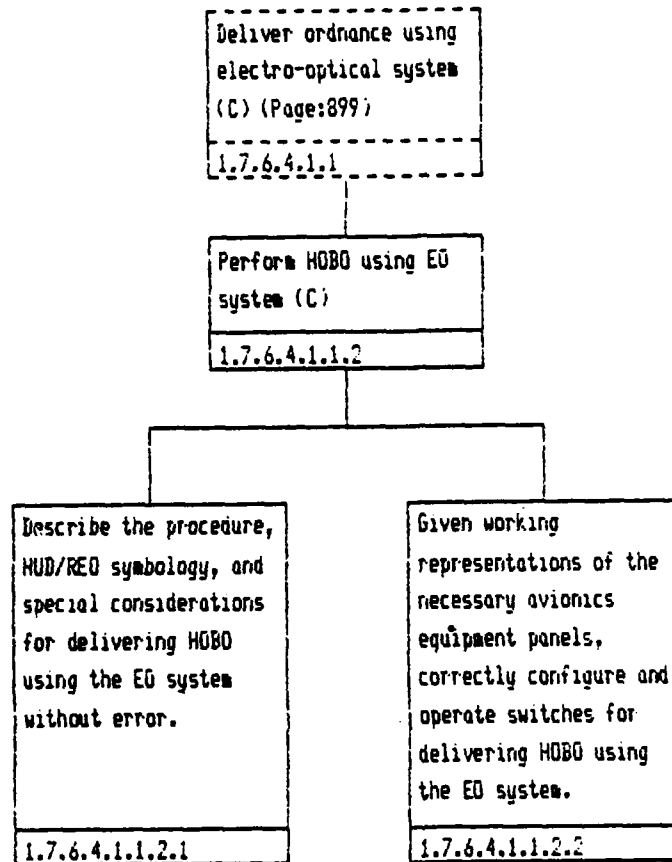 Deliver ordnance using
electro-optical system
(C) (Page:899)
1.7.6.4.1.1
Perform HOBO using EO
system (C)
1.7.6.4.1.1.2
Describe the procedure,
HUD/REO symbology, and
special considerations
for delivering HOBO
using the EO system
without error.
1.7.6.4.1.1.2.1
Given working
representations of the
necessary avionics
equipment panels,
correctly configure and
operate switches for
delivering HOBO using
the EO system.
1.7.6.4.1.1.2.2